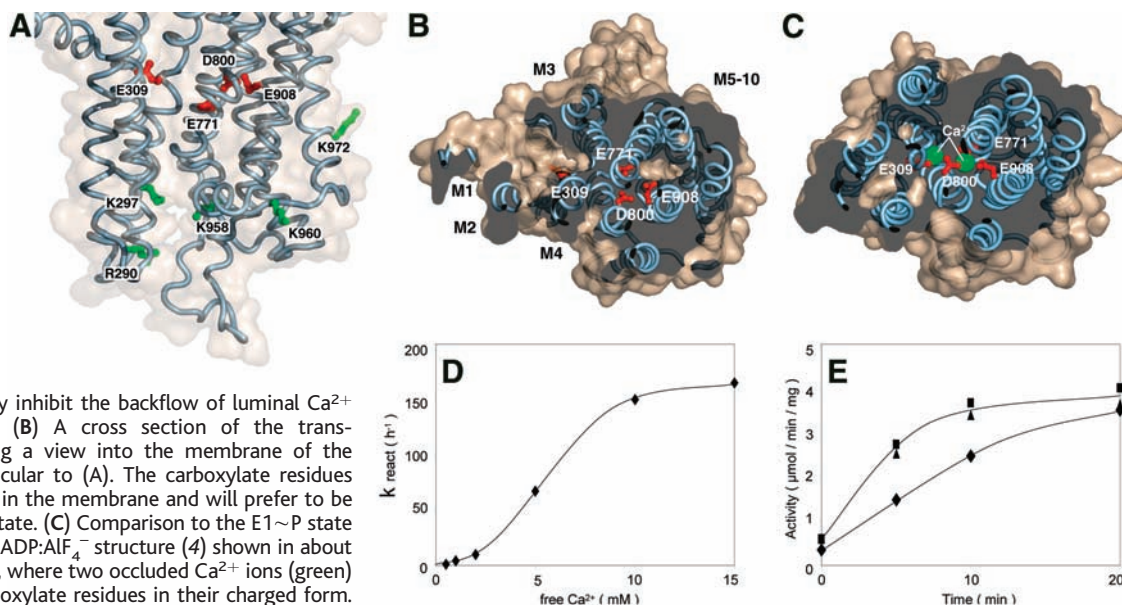 A
D800
E309
E908
E771
K972
K297
K958
K960
R290
B
M3
M5-10
E771
M1
E309
E908
D800
M2
M4
C
Ca²⁺
E771
E309
E908
D800
y inhibit the backflow of luminal Ca²⁺
(B) A cross section of the trans-
g a view into the membrane of the
cular to (A). The carboxylate residues
in the membrane and will prefer to be
tate. (C) Comparison to the E1~P state
ADP:AlF₄⁻ structure (4) shown in about
, where two occluded Ca²⁺ ions (green)
oxylate residues in their charged form.
D
200
150
100
50
0
k react ( h⁻¹ )
0 5 10 15
free Ca²⁺ ( mM )
E
5
4
3
2
1
0
Activity ( µmol / min / mg )
0 10 20
Time ( min )